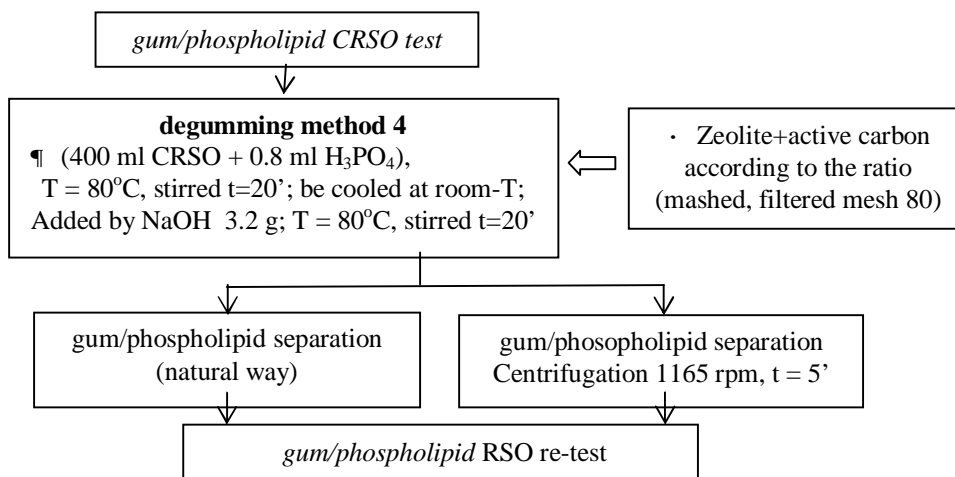 gum/phospholipid CRSO test
degumming method 4
¶ (400 ml CRSO + 0.8 ml H₃PO₄),
T = 80°C, stirred t=20’; be cooled at room-T;
Added by NaOH 3.2 g; T = 80°C, stirred t=20’
· Zeolite+active carbon
according to the ratio
(mashed, filtered mesh 80)
gum/phospholipid separation
(natural way)
gum/phosopholipid separation
Centrifugation 1165 rpm, t = 5’
gum/phospholipid RSO re-test